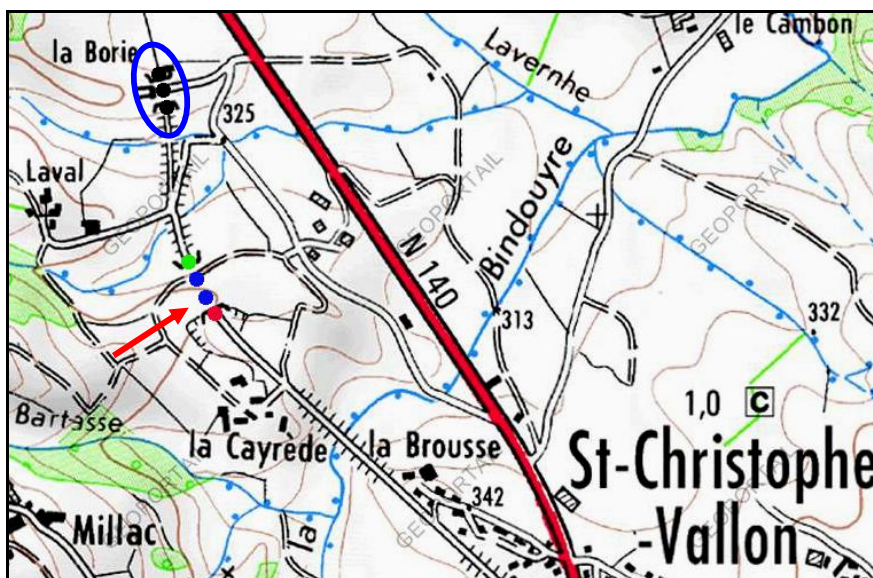 la Borie
le Cambon
Lavernhe
325
Laval
GEOPORTAIL
GEOPORTAIL
GEOPORTAIL
Bindouyre
N 140
313
332
1,0 C
Bartasse
la Cayrède
la Brousse
St-Christophe
-Vallon
342
Millac
la
GEOPORTAIL
GEOPORTAIL
GEOPORTAIL